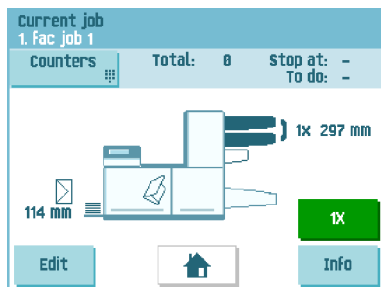 Current job
1. Fac job 1
Counters
Total: 0
Stop at: -
To do: -
1x 297 mm
114 mm
1X
Edit
Info